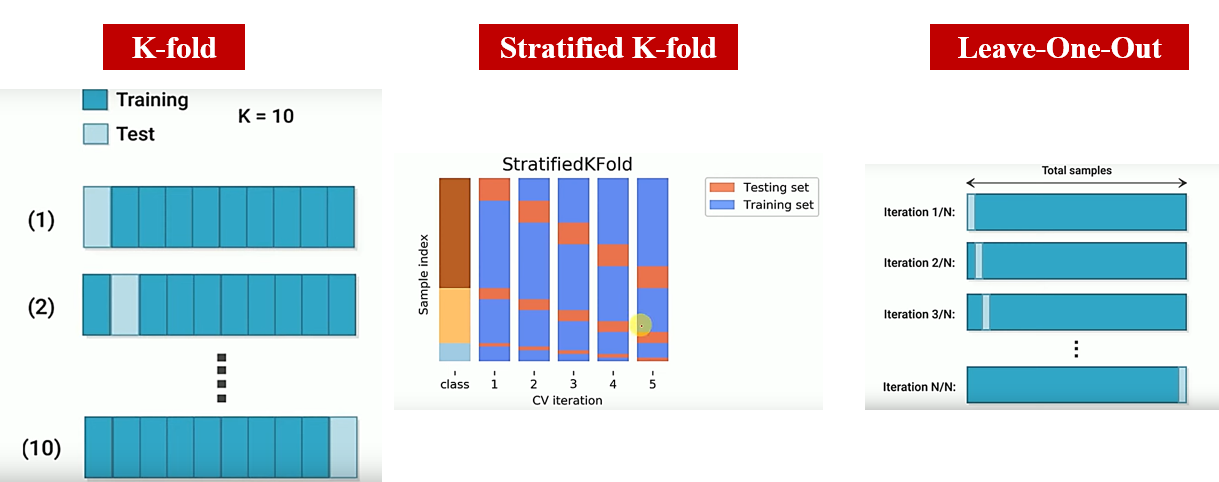 K-fold
Training
Test
K = 10
(1)
(2)
(10)
Stratified K-fold
StratifiedKFold
Testing set
Training set
Sample index
class 1 2 3 4 5
CV iteration
Leave-One-Out
Total samples
Iteration 1/N:
Iteration 2/N:
Iteration 3/N:
Iteration N/N: